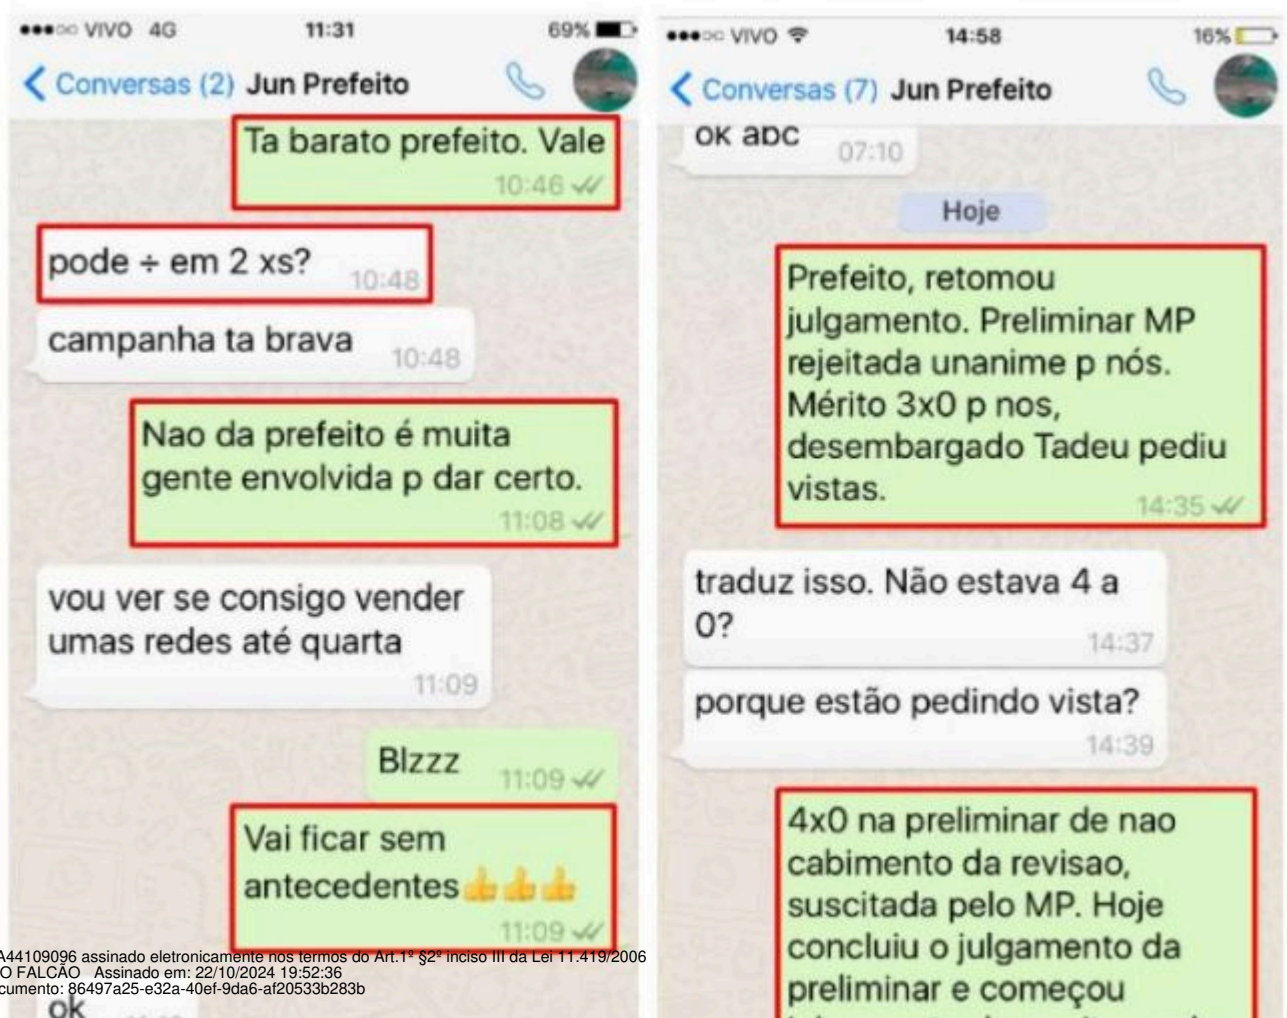 VIVO 4G 11:31 69%
Conversas (2) Jun Prefeito
Ta barato prefeito. Vale
10:46
pode ÷ em 2 xs?
10:48
campanha ta brava
10:48
Nao da prefeito é muita
gente envolvida p dar certo.
11:08
vou ver se consigo vender
umas redes até quarta
11:09
Blzzz
11:09
Vai ficar sem
antecedentes👍👍👍
11:09
A44109096 assinado eletronicamente nos termos do Art.1º §2º inciso III da Lei 11.419/2006
O FALCÃO Assinado em: 22/10/2024 19:52:36
cumento: 86497a25-e32a-40ef-9da6-af20533b283b
ok
VIVO 14:58 16%
Conversas (7) Jun Prefeito
ok abc
07:10
Hoje
Prefeito, retomou
julgamento. Preliminar MP
rejeitada unanime p nós.
Mérito 3x0 p nos,
desembargado Tadeu pediu
vistas.
14:35
traduz isso. Não estava 4 a
0?
14:37
porque estão pedindo vista?
14:39
4x0 na preliminar de nao
cabimento da revisao,
suscitada pelo MP. Hoje
concluiu o julgamento da
preliminar e começou